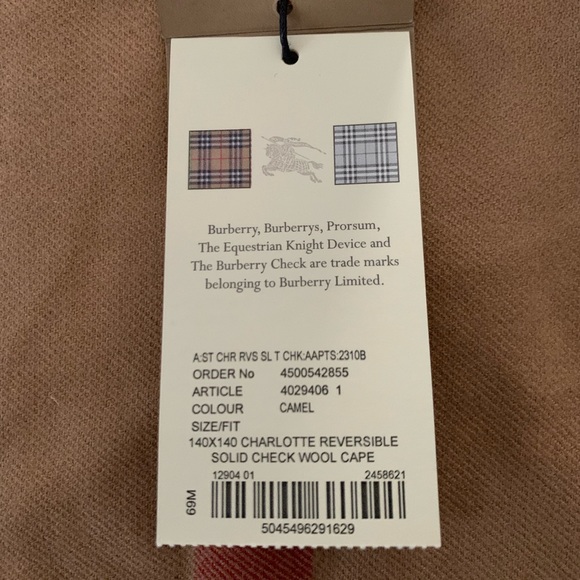 Burberry, Burberrys, Prorsum,
The Equestrian Knight Device and
The Burberry Check are trade marks
belonging to Burberry Limited.
A:ST CHR RVS SL T CHK:AAPTS:2310B
ORDER No 4500542855
ARTICLE 4029406 1
COLOUR CAMEL
SIZE/FIT
140X140 CHARLOTTE REVERSIBLE
SOLID CHECK WOOL CAPE
12904 01 2458621
69M
5045496291629